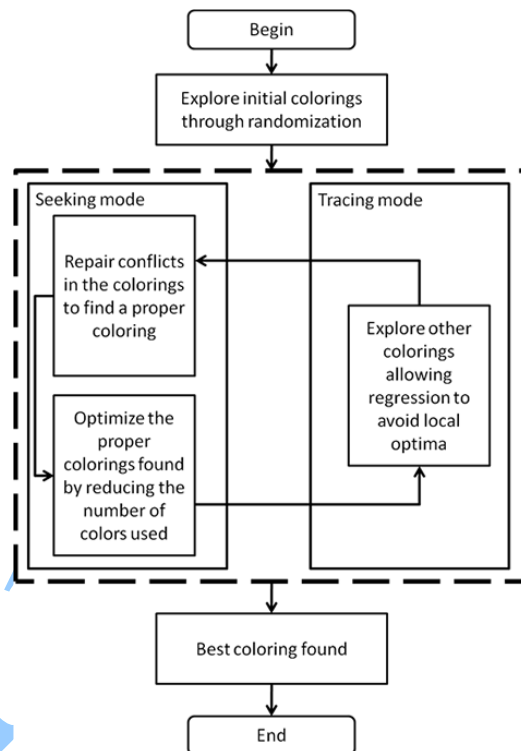 Begin
Explore initial colorings
through randomization
Seeking mode
Repair conflicts
in the colorings
to find a proper
coloring
Optimize the
proper
colorings found
by reducing the
number of
colors used
Tracing mode
Explore other
colorings
allowing
regression to
avoid local
optima
Best coloring found
End